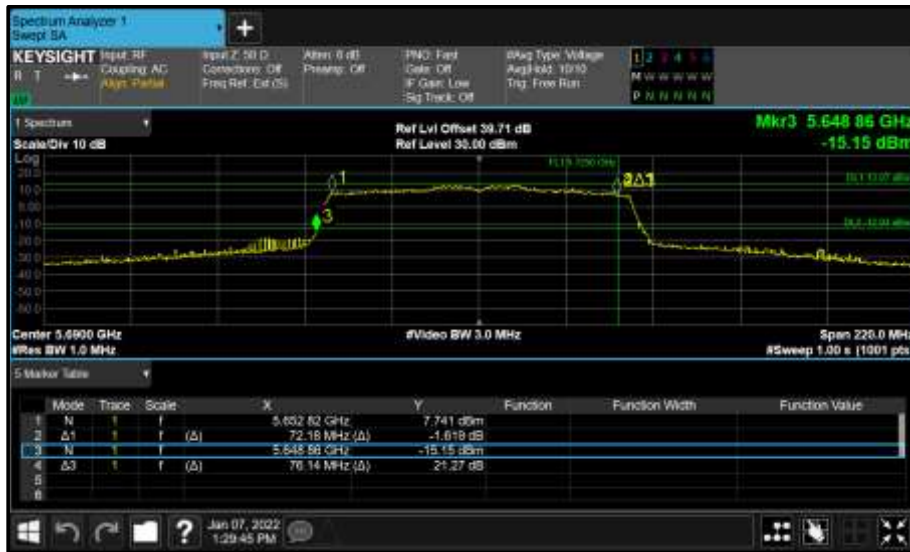 Spectrum Analyzer 1
Swept SA
+
KEYSIGHT Input: RF Input Z: 50 Ω Atten: 6 dB PNO: Fast #Avg Type: Voltage 1 2 3 4 5 6
R T Coupling: AC Corrections: Off Preamp: Off Gate: Off Avg|Hold: 10/10 M W W W W W
Align: Partial Freq Ref: Ext (S) IF Gain: Low Trig: Free Run P N N N N N
Sig Track: Off
1 Spectrum
Scale/Div 10 dB
Ref Lvl Offset 39.71 dB
Ref Level 30.00 dBm
Mkr3 5.648 86 GHz
-15.15 dBm
Log
20.0
10.0
0.00
-10.0
-20.0
-30.0
-40.0
-50.0
1
2Δ1
3
Center 5.6900 GHz #Video BW 3.0 MHz Span 220.0 MHz
#Res BW 1.0 MHz #Sweep 1.00 s (1001 pts
5 Marker Table
Mode Trace Scale X Y Function Function Width Function Value
1 N 1 f 5.652 82 GHz 7.741 dBm
2 Δ1 1 f (Δ) 72.18 MHz (Δ) -1.619 dB
3 N 1 f 5.648 86 GHz -15.15 dBm
4 Δ3 1 f (Δ) 76.14 MHz (Δ) 21.27 dB
5
6
? Jan 07, 2022
1:29:45 PM